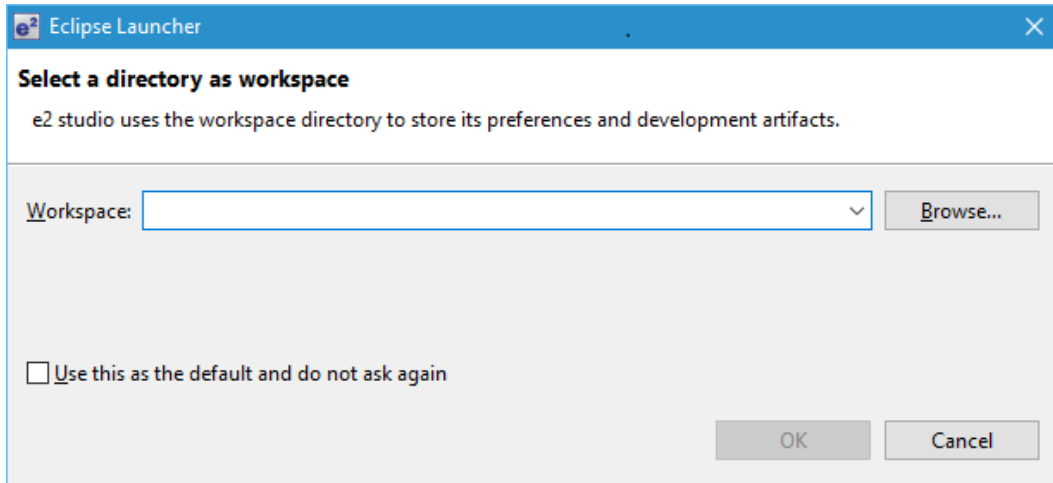 e² Eclipse Launcher
Select a directory as workspace
e2 studio uses the workspace directory to store its preferences and development artifacts.
Workspace: Browse...
Use this as the default and do not ask again
OK Cancel